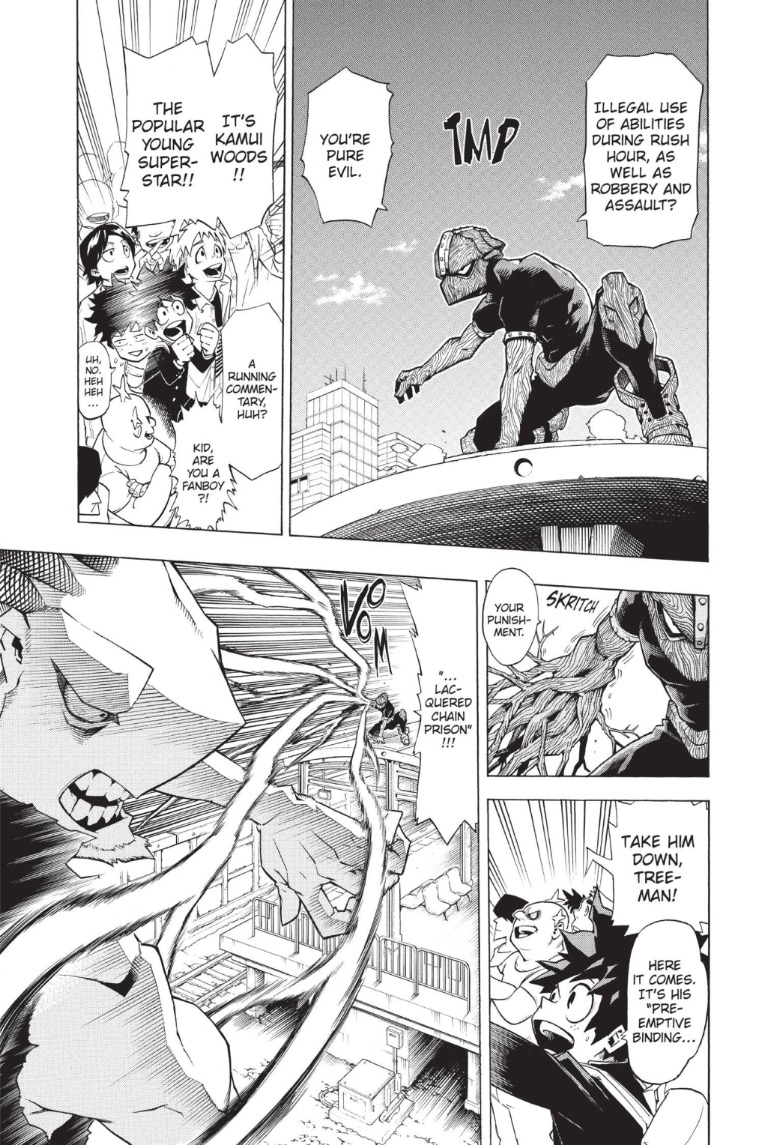 ILLEGAL USE
OF ABILITIES
DURING RUSH
HOUR, AS
WELL AS
ROBBERY AND
ASSAULT?
TMP
YOU'RE
PURE
EVIL.
IT'S
KAMUI
WOODS
!!
THE
POPULAR
YOUNG
SUPER-
STAR!!
A
RUNNING
COMMEN-
TARY,
HUH?
KID,
ARE
YOU A
FANBOY
?!
UH,
NO.
HEH
HEH
...
SKRITCH
YOUR
PUNISH-
MENT.
TAKE HIM
DOWN,
TREE-
MAN!
HERE
IT COMES.
IT'S HIS
"PRE-
EMPTIVE
BINDING...
"...
LAC-
QUERED
CHAIN
PRISON"
!!!
VOOM